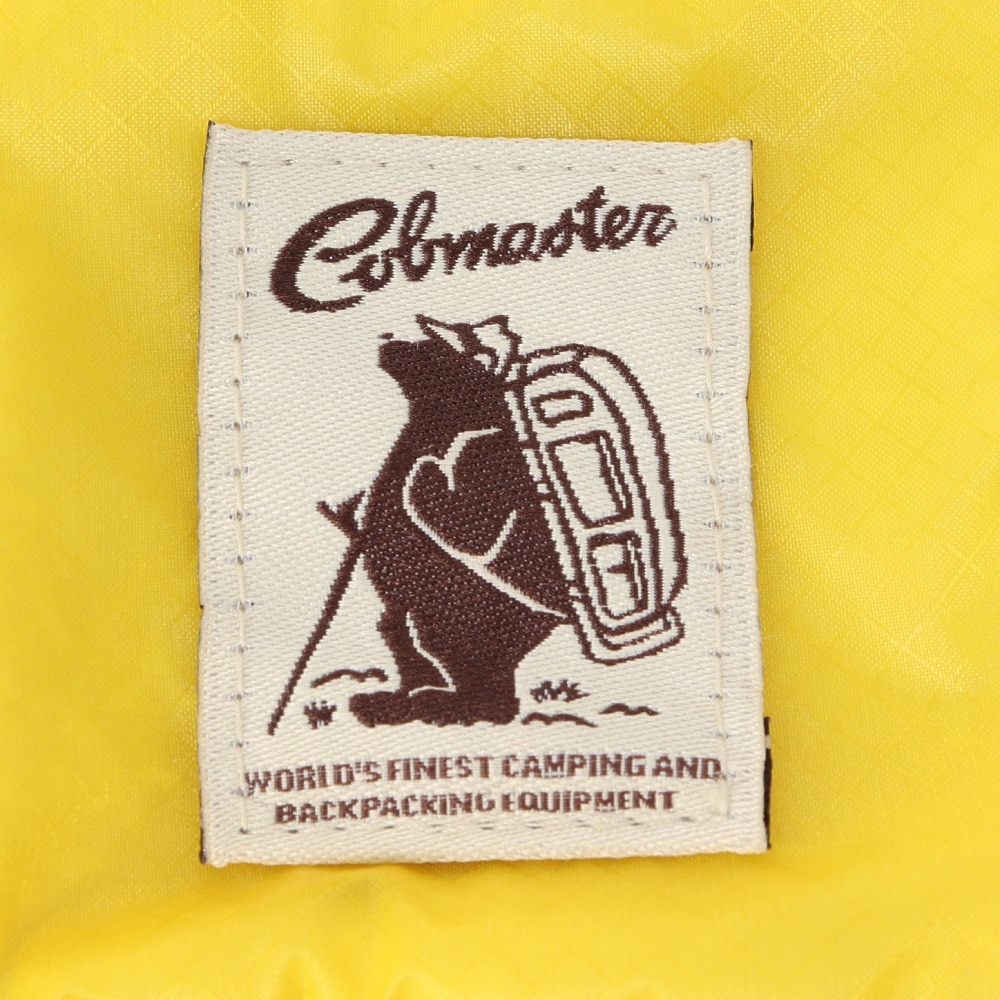 Cobmaster
WORLD'S FINEST CAMPING AND
BACKPACKING EQUIPMENT